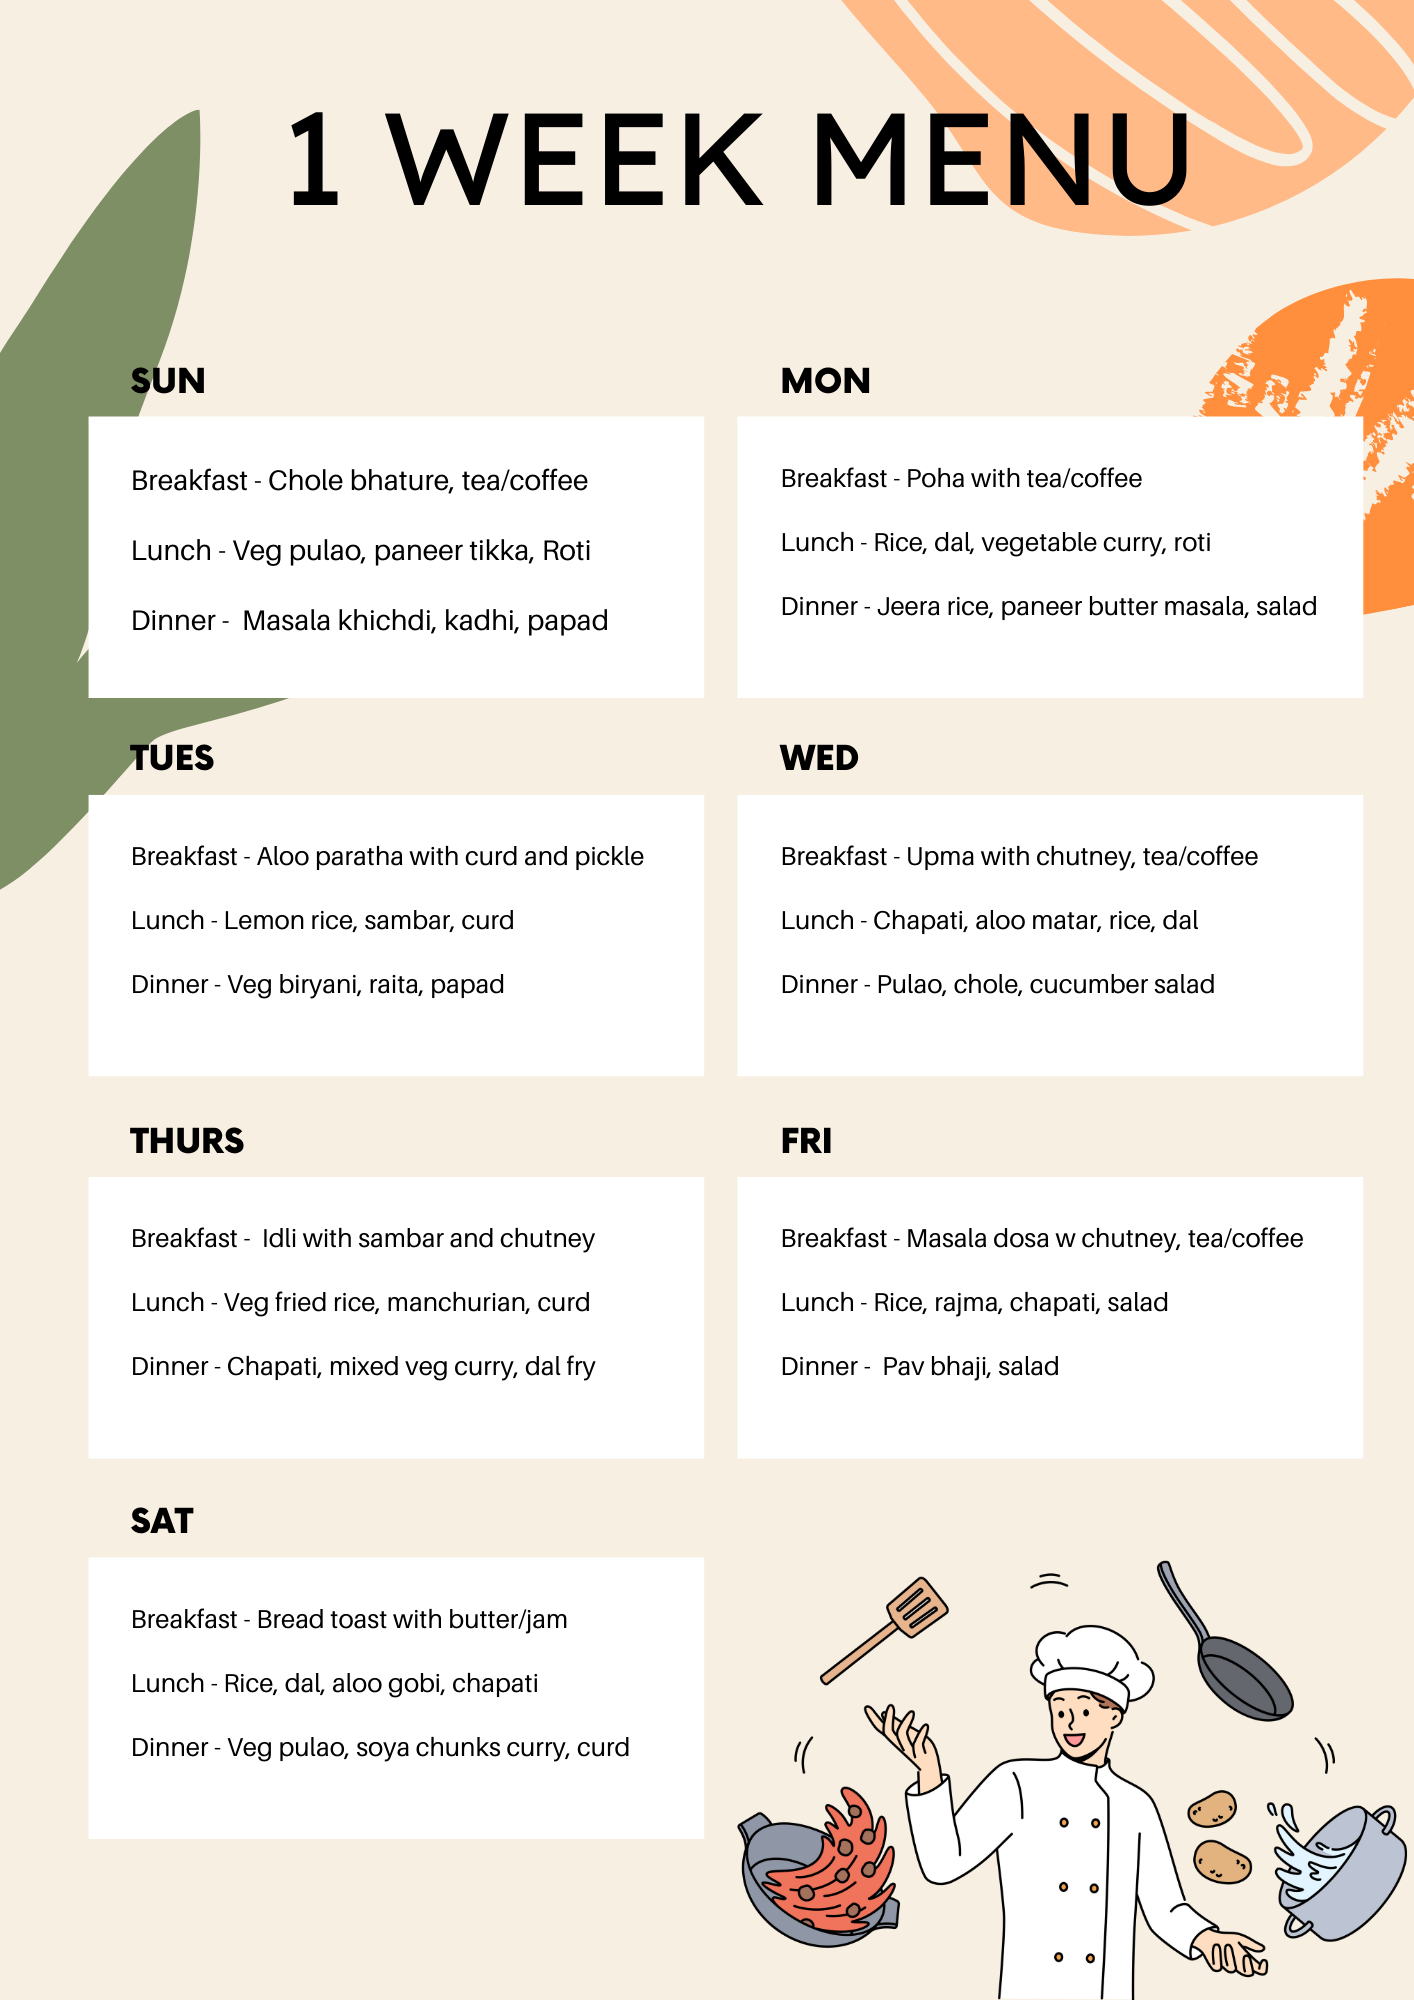 1 WEEK MENU
SUN
Breakfast - Chole bhature, tea/coffee
Lunch - Veg pulao, paneer tikka, Roti
Dinner -  Masala khichdi, kadhi, papad
MON
Breakfast - Poha with tea/coffee
Lunch - Rice, dal, vegetable curry, roti
Dinner - Jeera rice, paneer butter masala, salad
TUES
Breakfast - Aloo paratha with curd and pickle
Lunch - Lemon rice, sambar, curd
Dinner - Veg biryani, raita, papad
WED
Breakfast - Upma with chutney, tea/coffee
Lunch - Chapati, aloo matar, rice, dal
Dinner - Pulao, chole, cucumber salad
THURS
Breakfast -  Idli with sambar and chutney
Lunch - Veg fried rice, manchurian, curd
Dinner - Chapati, mixed veg curry, dal fry
FRI
Breakfast - Masala dosa w chutney, tea/coffee
Lunch - Rice, rajma, chapati, salad
Dinner -  Pav bhaji, salad
SAT
Breakfast - Bread toast with butter/jam
Lunch - Rice, dal, aloo gobi, chapati
Dinner - Veg pulao, soya chunks curry, curd